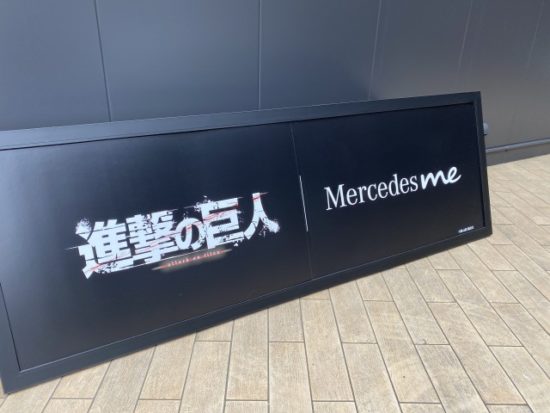 進撃の巨人
attack on titan
Mercedes me